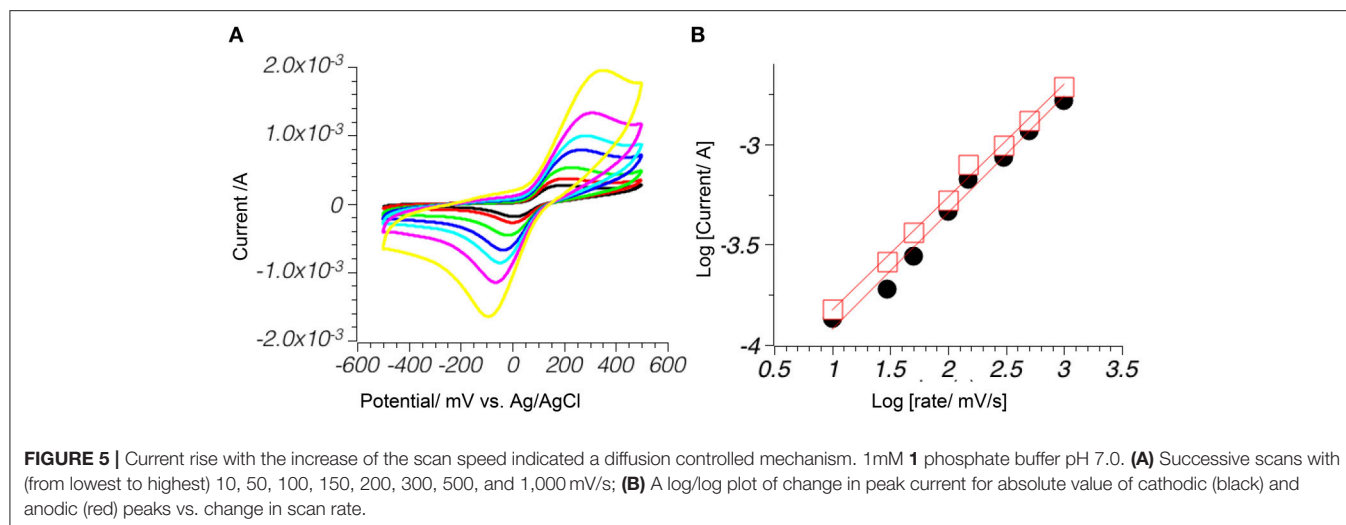 A
B
2.0x10⁻³
1.0x10⁻³
0
-1.0x10⁻³
-2.0x10⁻³
Current /A
-600 -400 -200 0 200 400 600
Potential/ mV vs. Ag/AgCl
-3
-3.5
-4
Log [Current/ A]
0.5 1 1.5 2 2.5 3 3.5
Log [rate/ mV/s]
FIGURE 5 | Current rise with the increase of the scan speed indicated a diffusion controlled mechanism. 1mM 1 phosphate buffer pH 7.0. (A) Successive scans with
(from lowest to highest) 10, 50, 100, 150, 200, 300, 500, and 1,000 mV/s; (B) A log/log plot of change in peak current for absolute value of cathodic (black) and
anodic (red) peaks vs. change in scan rate.